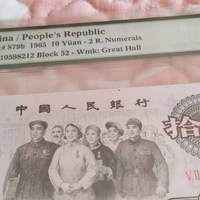 ina / People's Republic
# 879b 1965 10 Yüan - 2 R. Numerals
10598212 Block 52 - Wmk: Great Hall
中國人民銀行
拾